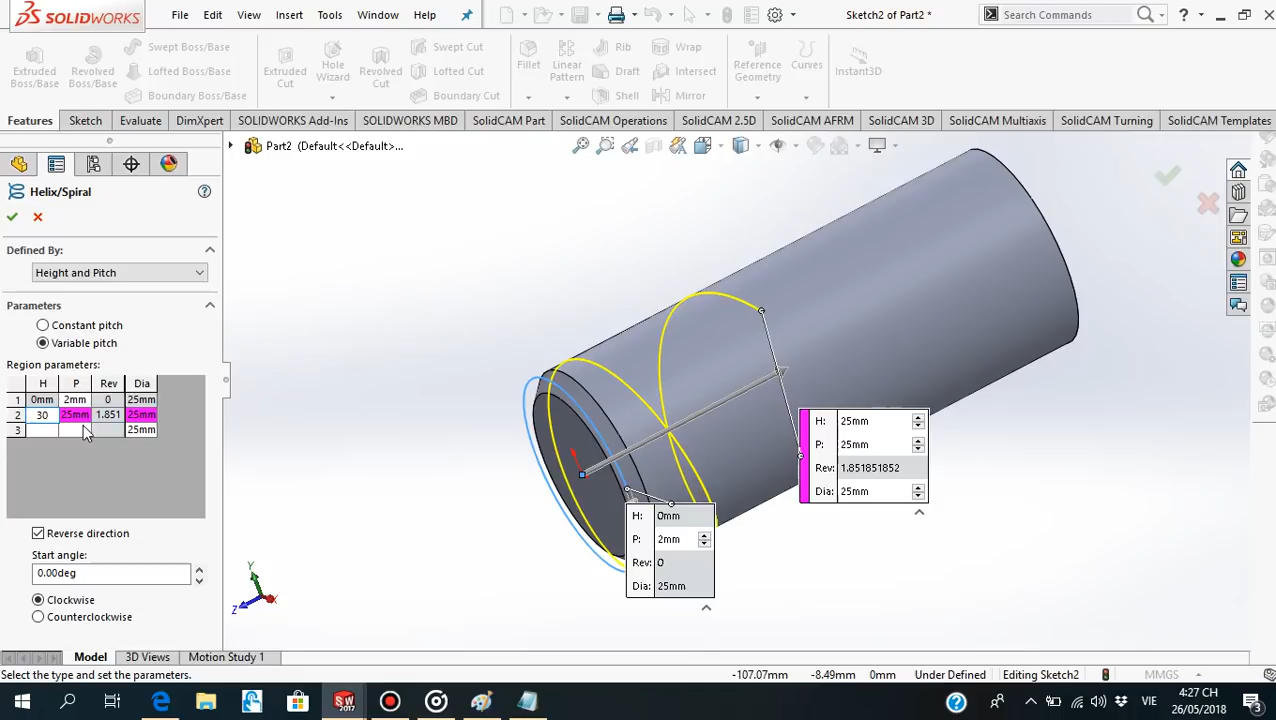 SOLIDWORKS File Edit View Insert Tools Window Help Sketch2 of Part2 * Search Commands ?
Extruded Boss/Base Revolved Boss/Base Swept Boss/Base Lofted Boss/Base Boundary Boss/Base Extruded Cut Hole Wizard Revolved Cut Swept Cut Lofted Cut Boundary Cut Fillet Linear Pattern Rib Draft Shell Wrap Intersect Mirror Reference Geometry Curves Instant3D
Features Sketch Evaluate DimXpert SOLIDWORKS Add-Ins SOLIDWORKS MBD SolidCAM Part SolidCAM Operations SolidCAM 2.5D SolidCAM AFRM SolidCAM 3D SolidCAM Multiaxis SolidCAM Turning SolidCAM Templates
Part2 (Default<<Default>...
Helix/Spiral ?
Defined By:
Height and Pitch
Parameters
Constant pitch
Variable pitch
Region parameters:
H P Rev Dia
1 0mm 2mm 0 25mm
2 30 25mm 1.851 25mm
3 25mm
Reverse direction
Start angle:
0.00deg
Clockwise
Counterclockwise
H: 25mm
P: 25mm
Rev: 1.851851852
Dia: 25mm
H: 0mm
P: 2mm
Rev: 0
Dia: 25mm
Y
Z X
Model 3D Views Motion Study 1
Select the type and set the parameters. -107.07mm -8.49mm 0mm Under Defined Editing Sketch2 MMGS
SW 2017 ? VIE 4:27 CH
26/05/2018 3